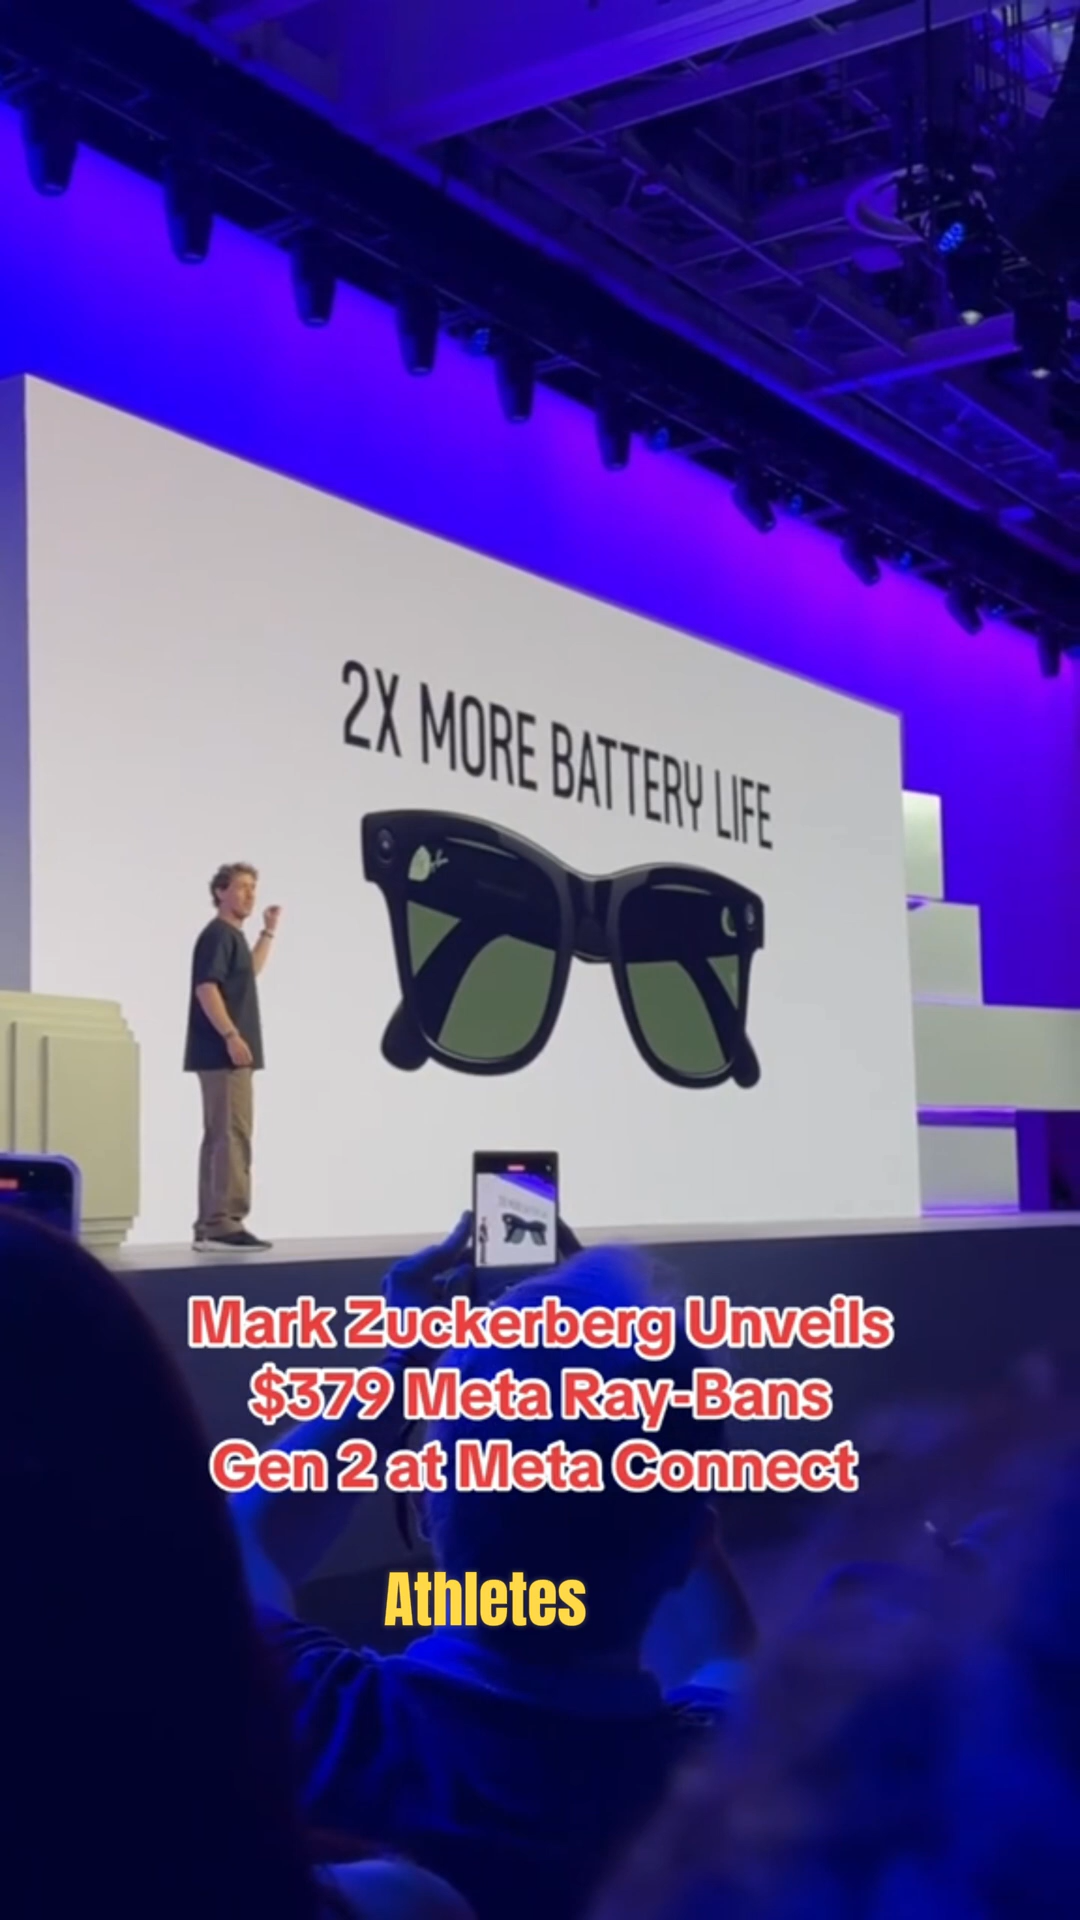 2X MORE BATTERY LIFE
Mark Zuckerberg Unveils
$379 Meta Ray-Bans
Gen 2 at Meta Connect
Athletes